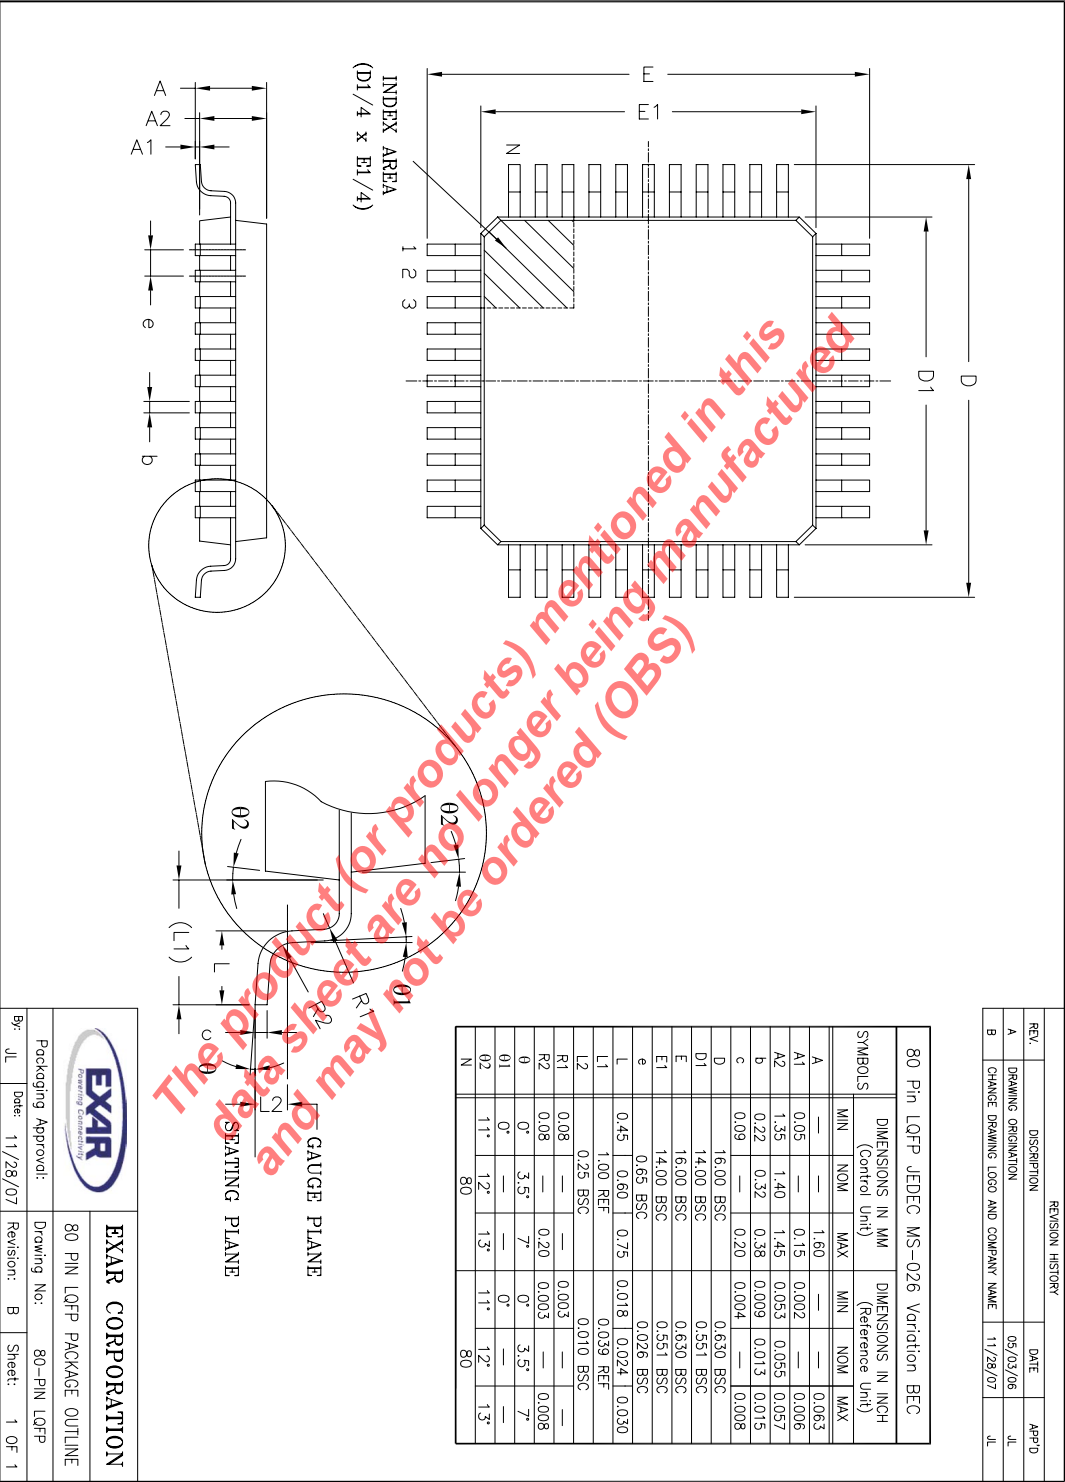 REVISION HISTORY
REV. DISCRIPTION DATE APP'D
A DRAWING ORIGINATION 05/03/06 JL
B CHANGE DRAWING LOGO AND COMPANY NAME 11/28/07 JL
D
D1
E
E1
N
1 2 3
INDEX AREA
(D1/4 x E1/4)
A
A2
A1
e
b
θ2
θ2
(L1)
L
θ1
R1
R2
c
θ
L2
GAUGE PLANE
SEATING PLANE
80 Pin LQFP JEDEC MS-026 Variation BEC
SYMBOLS DIMENSIONS IN MM (Control Unit) DIMENSIONS IN INCH (Reference Unit)
MIN NOM MAX MIN NOM MAX
A — — 1.60 — — 0.063
A1 0.05 — 0.15 0.002 — 0.006
A2 1.35 1.40 1.45 0.053 0.055 0.057
b 0.22 0.32 0.38 0.009 0.013 0.015
c 0.09 — 0.20 0.004 — 0.008
D 16.00 BSC 0.630 BSC
D1 14.00 BSC 0.551 BSC
E 16.00 BSC 0.630 BSC
E1 14.00 BSC 0.551 BSC
e 0.65 BSC 0.026 BSC
L 0.45 0.60 0.75 0.018 0.024 0.030
L1 1.00 REF 0.039 REF
L2 0.25 BSC 0.010 BSC
R1 0.08 — — 0.003 — —
R2 0.08 — 0.20 0.003 — 0.008
θ 0° 3.5° 7° 0° 3.5° 7°
θ1 0° — — 0° — —
θ2 11° 12° 13° 11° 12° 13°
N 80 80
The product (or products) mentioned in this
data sheet are no longer being manufactured
and may not be ordered (OBS)
EXAR
Powering Connectivity
EXAR CORPORATION
80 PIN LQFP PACKAGE OUTLINE
Packaging Approval:
Drawing No: 80-PIN LQFP
By: JL Date: 11/28/07 Revision: B Sheet: 1 OF 1